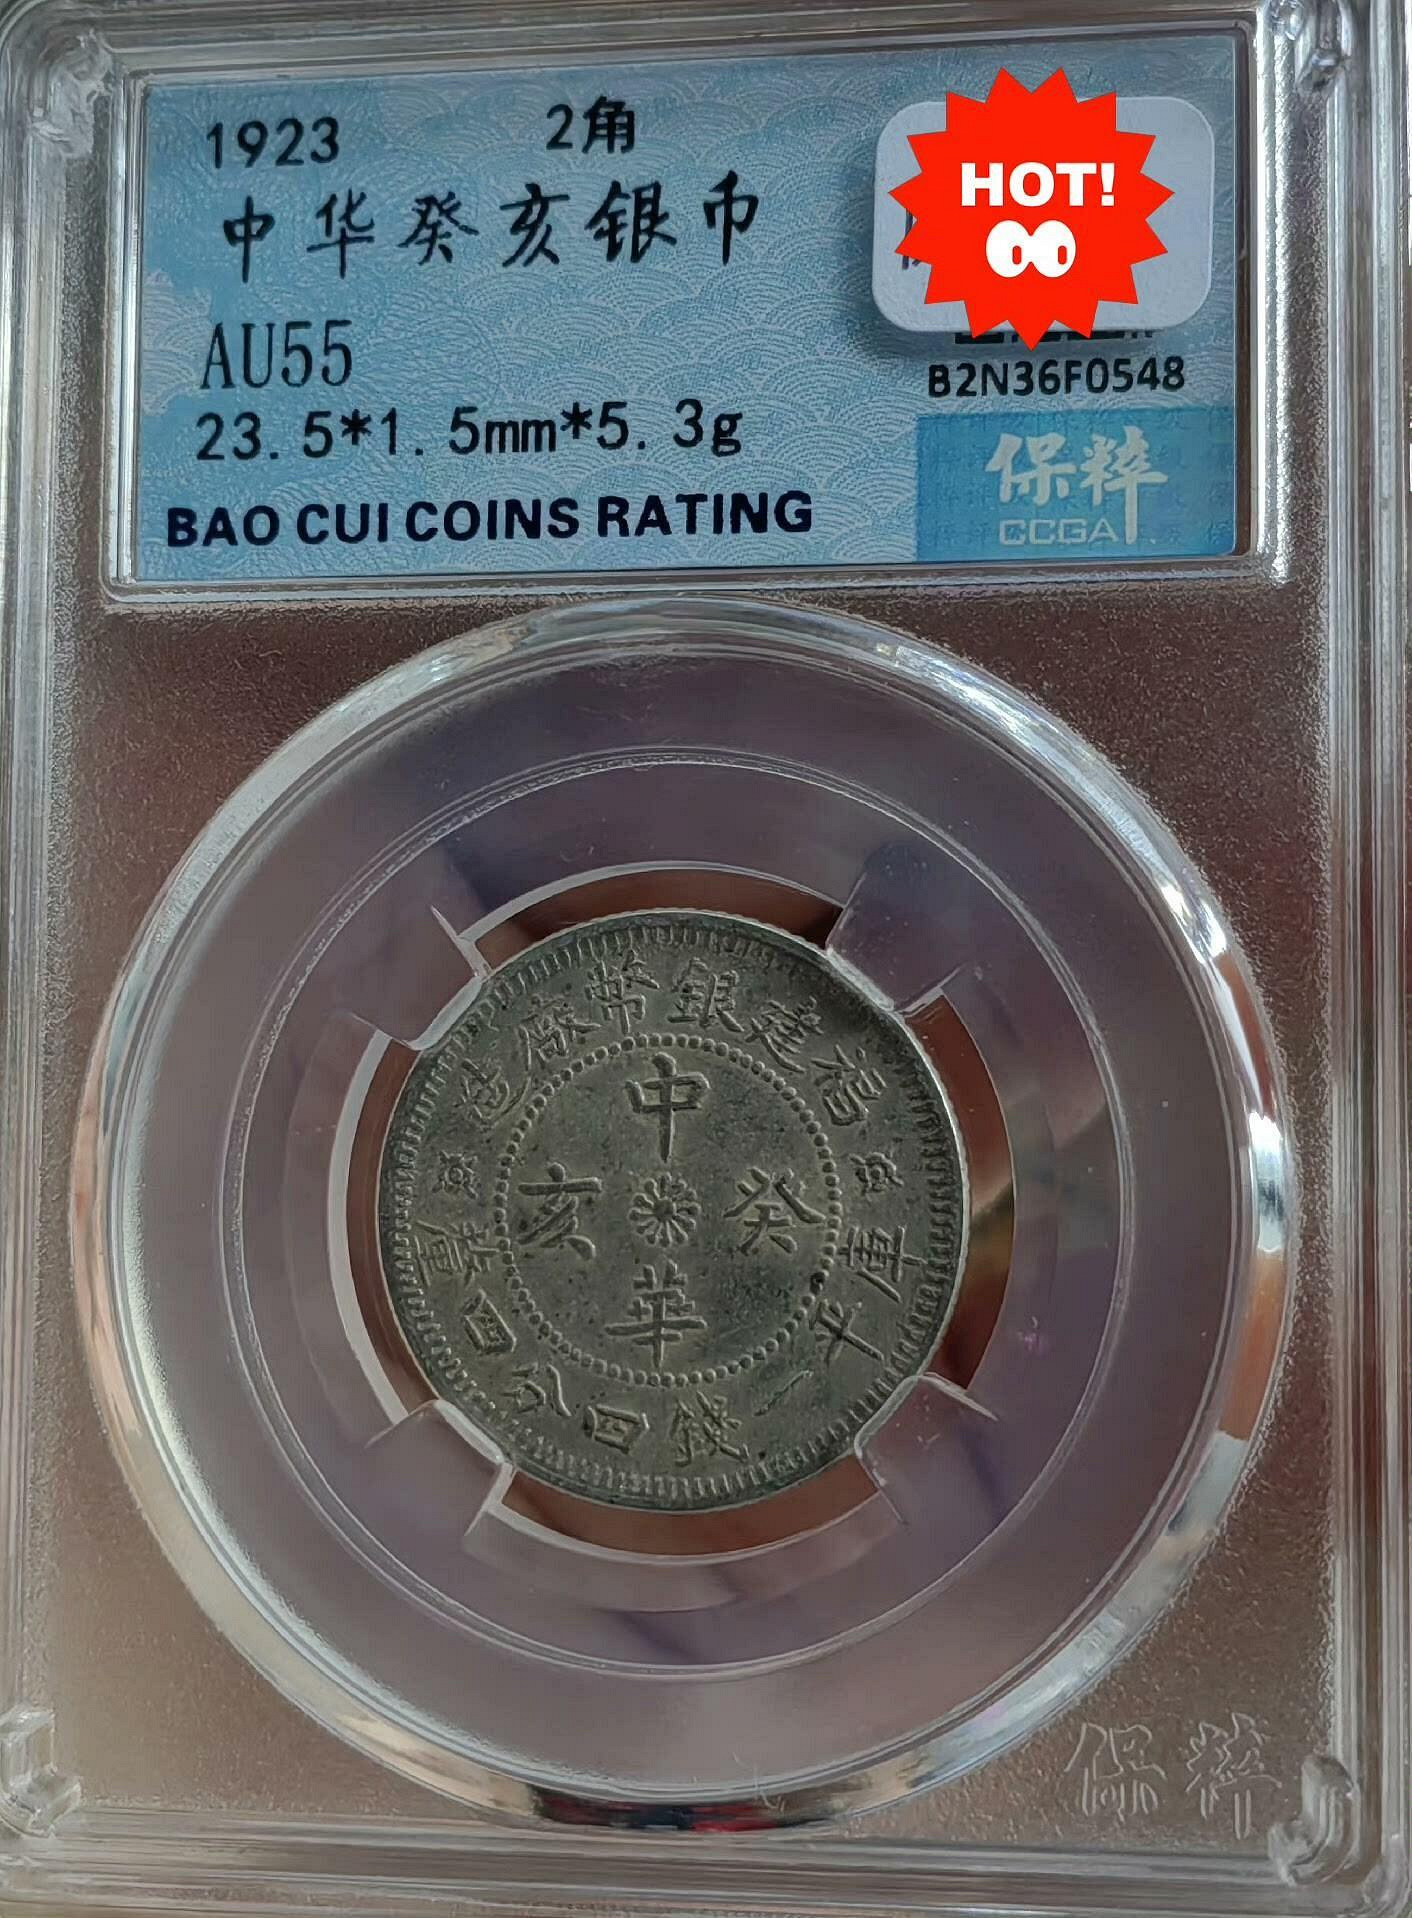 1923 2角
中华癸亥银币
AU55
23.5*1.5mm*5.3g
BAO CUI COINS RATING
HOT!
B2N36F0548
保粹
CCGA
福建銀幣廠造
中
癸
華
亥
庫平一錢四分四釐
保粹